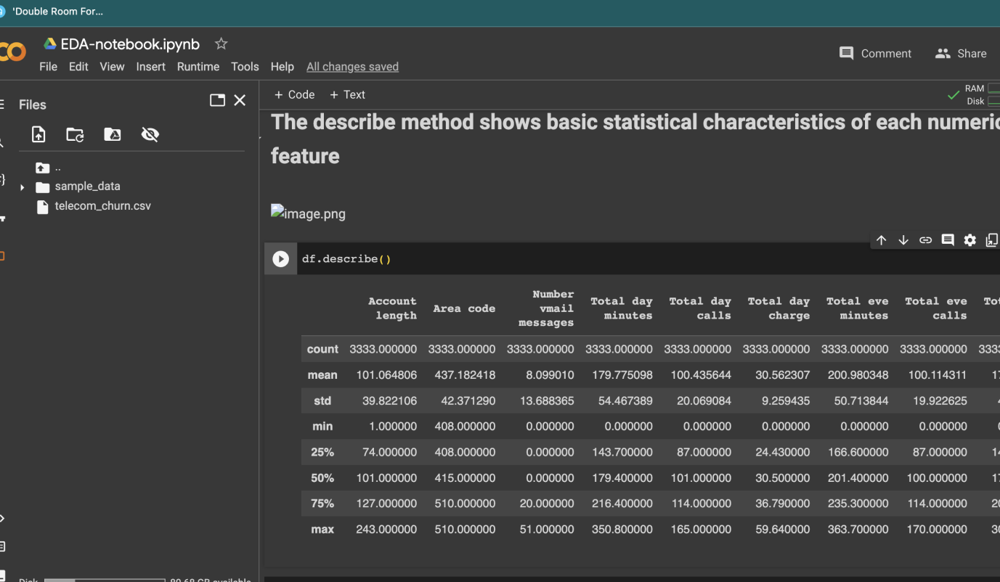 'Double Room For...
EDA-notebook.ipynb
File Edit View Insert Runtime Tools Help All changes saved
Comment Share
Files
+ Code + Text
RAM
Disk
..
sample_data
telecom_churn.csv
The describe method shows basic statistical characteristics of each numeric
feature
image.png
df.describe()
Account length Area code Number vmail messages Total day minutes Total day calls Total day charge Total eve minutes Total eve calls
count 3333.000000 3333.000000 3333.000000 3333.000000 3333.000000 3333.000000 3333.000000 3333.000000
mean 101.064806 437.182418 8.099010 179.775098 100.435644 30.562307 200.980348 100.114311
std 39.822106 42.371290 13.688365 54.467389 20.069084 9.259435 50.713844 19.922625
min 1.000000 408.000000 0.000000 0.000000 0.000000 0.000000 0.000000 0.000000
25% 74.000000 408.000000 0.000000 143.700000 87.000000 24.430000 166.600000 87.000000
50% 101.000000 415.000000 0.000000 179.400000 101.000000 30.500000 201.400000 100.000000
75% 127.000000 510.000000 20.000000 216.400000 114.000000 36.790000 235.300000 114.000000
max 243.000000 510.000000 51.000000 350.800000 165.000000 59.640000 363.700000 170.000000
Disk 80.68 GB available